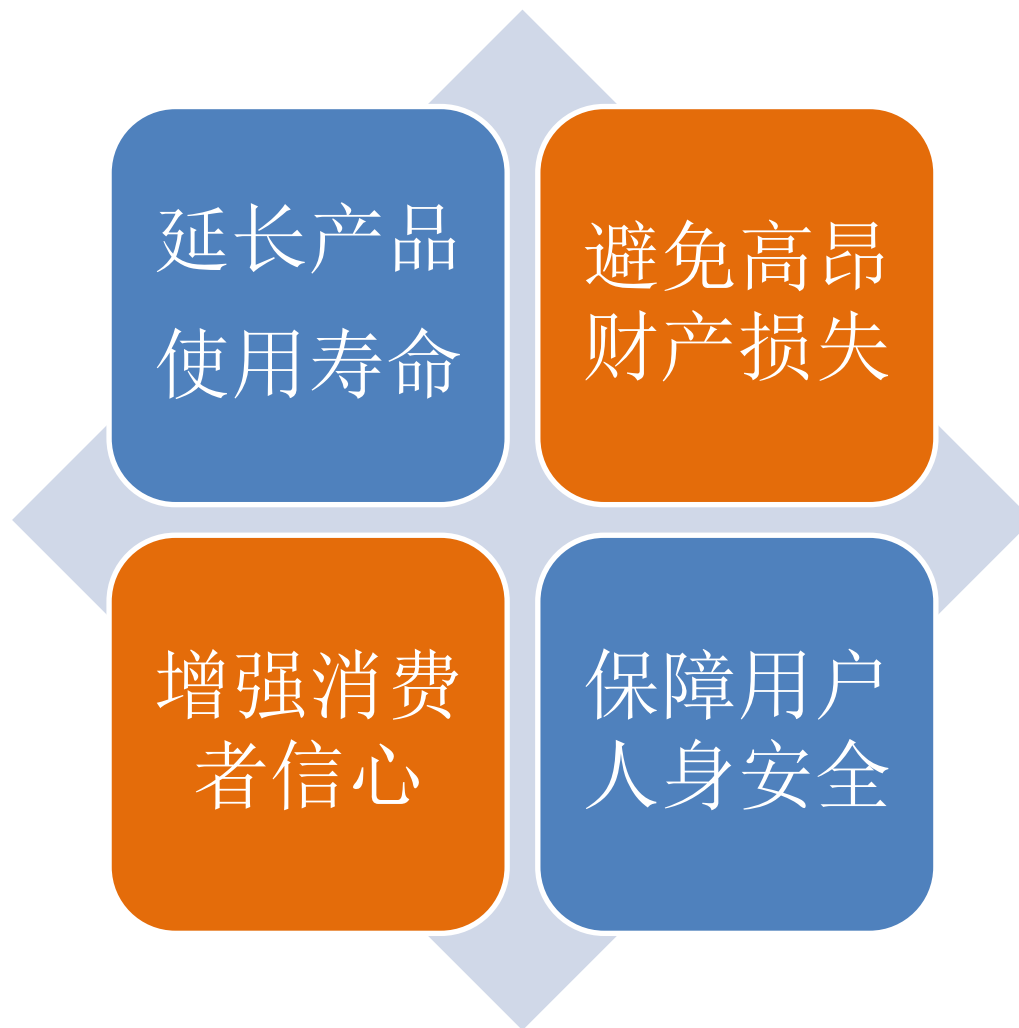 延长产品
使用寿命
避免高昂
财产损失
增强消费
者信心
保障用户
人身安全